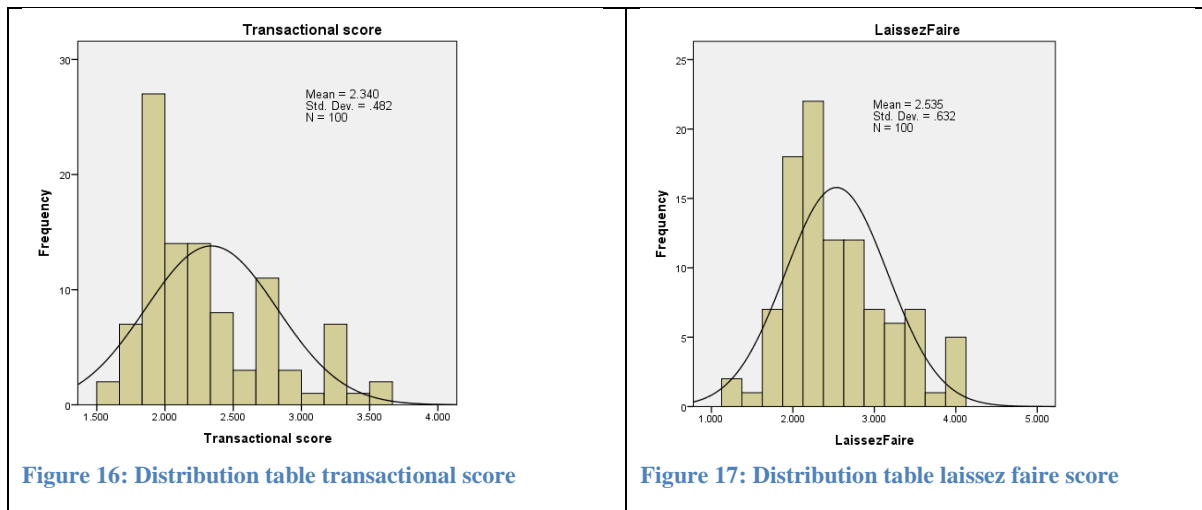 Transactional score
30
20
10
0
Frequency
Mean = 2.340
Std. Dev. = .482
N = 100
1.500 2.000 2.500 3.000 3.500 4.000
Transactional score
Figure 16: Distribution table transactional score
LaissezFaire
25
20
15
10
5
0
Frequency
Mean = 2.535
Std. Dev. = .632
N = 100
1.000 2.000 3.000 4.000 5.000
LaissezFaire
Figure 17: Distribution table laissez faire score